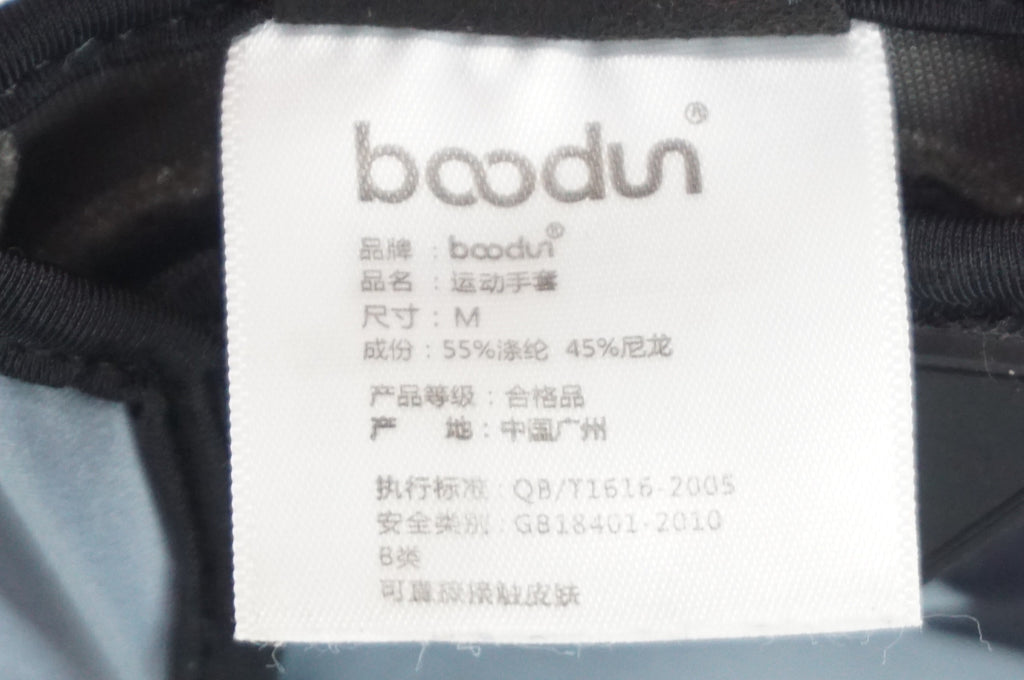 boodun®
品牌 : boodun®
品名 : 运动手套
尺寸 : M
成份 : 55%涤纶 45%尼龙
产品等级 : 合格品
产 地 : 中国广州
执行标准 : QB/T1616-2005
安全类别 : GB18401-2010
B类
可直接接触皮肤